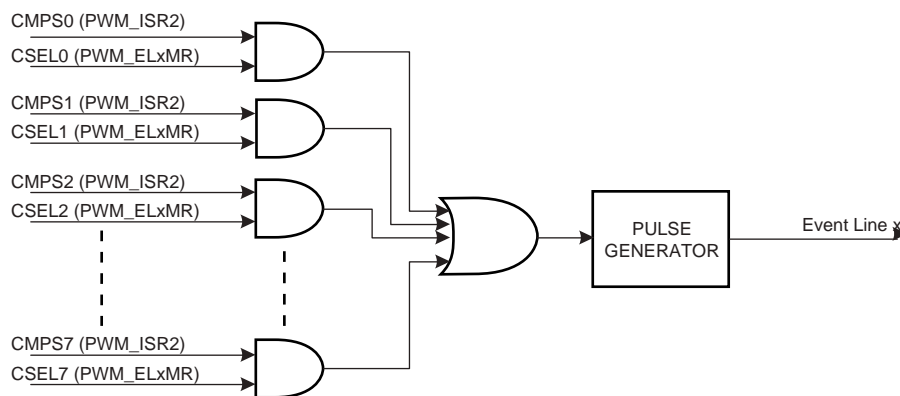 CMPS0 (PWM_ISR2)
CSEL0 (PWM_ELxMR)
CMPS1 (PWM_ISR2)
CSEL1 (PWM_ELxMR)
CMPS2 (PWM_ISR2)
CSEL2 (PWM_ELxMR)
CMPS7 (PWM_ISR2)
CSEL7 (PWM_ELxMR)
PULSE
GENERATOR
Event Line x